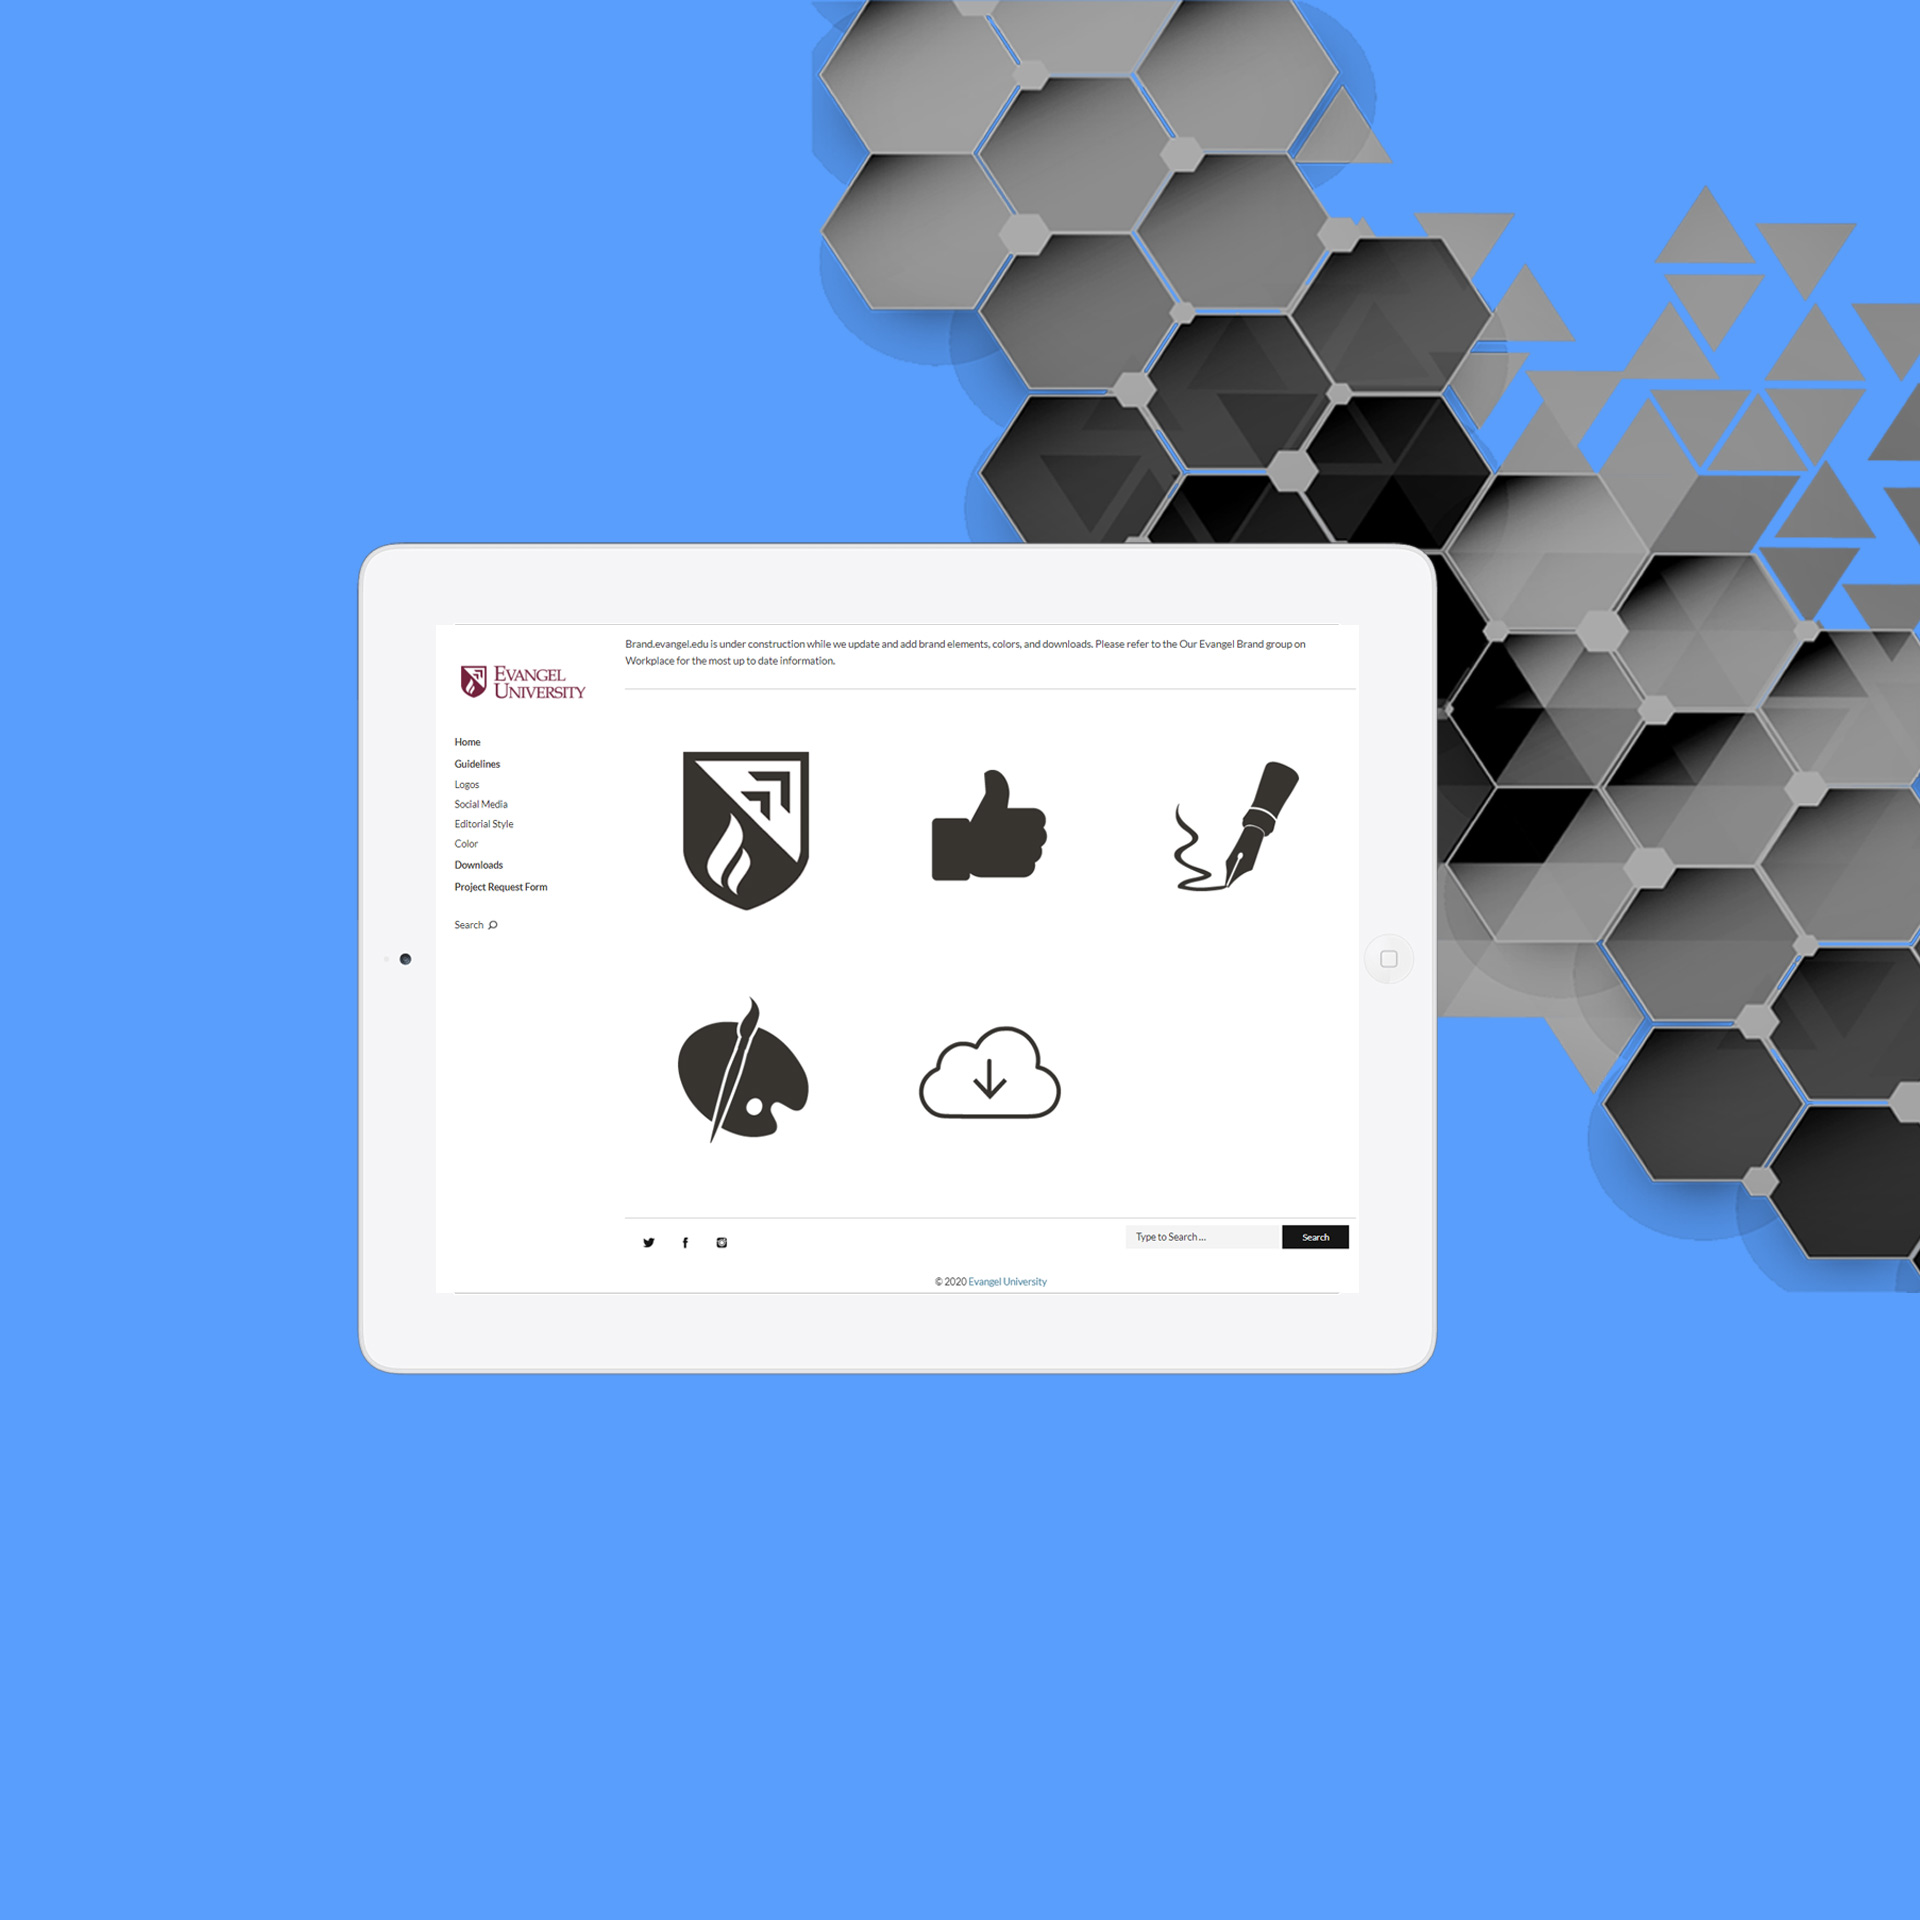 Brand.evangel.edu is under construction while we update and add brand elements, colors, and downloads. Please refer to the Our Evangel Brand group on
Workplace for the most up to date information.
EVANGEL
UNIVERSITY
Home
Guidelines
Logos
Social Media
Editorial Style
Color
Downloads
Project Request Form
Search
Type to Search ...
Search
© 2020 Evangel University